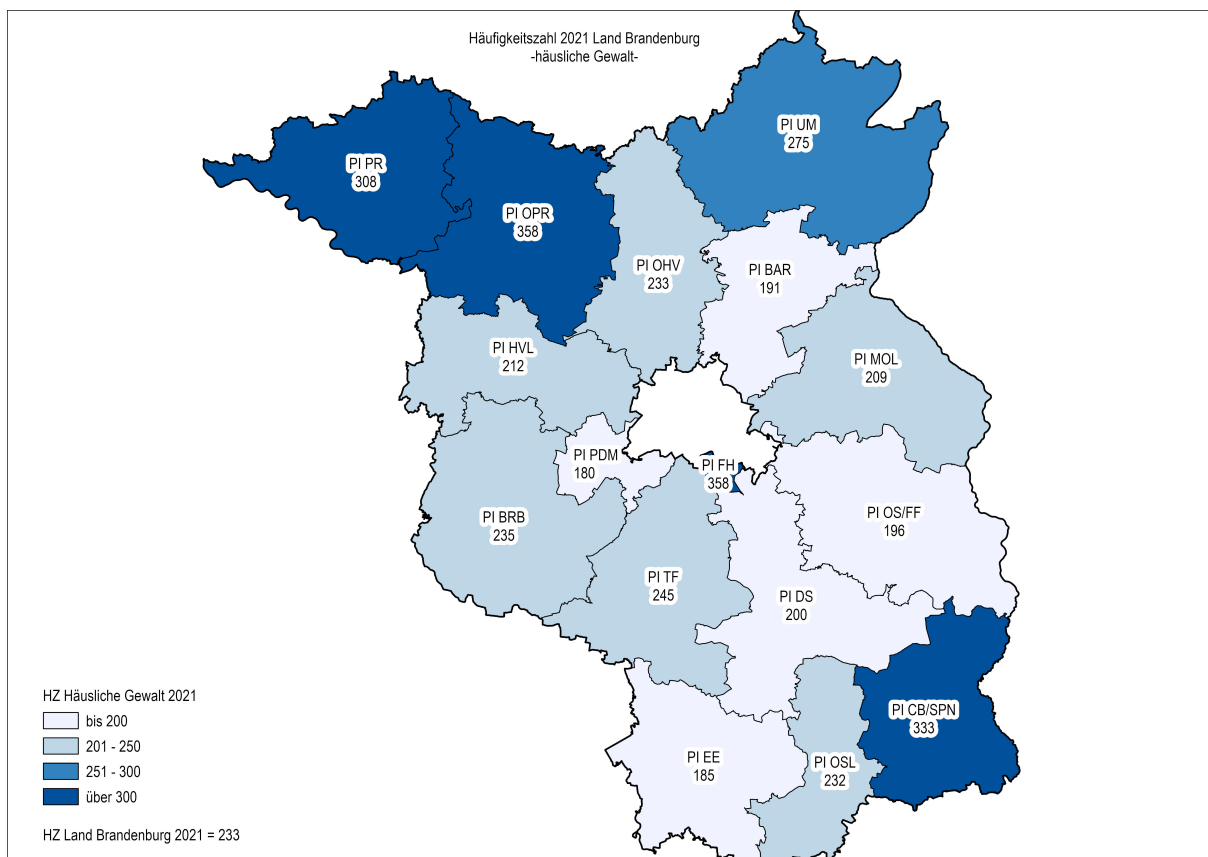 Häufigkeitszahl 2021 Land Brandenburg
-häusliche Gewalt-
PI UM
275
PI PR
308
PI OPR
358
PI OHV
233
PI BAR
191
PI HVL
212
PI MOL
209
PI PDM
180
PI FH
358
PI BRB
235
PI OS/FF
196
PI TF
245
PI DS
200
PI CB/SPN
333
PI EE
185
PI OSL
232
HZ Häusliche Gewalt 2021
bis 200
201 - 250
251 - 300
über 300
HZ Land Brandenburg 2021 = 233